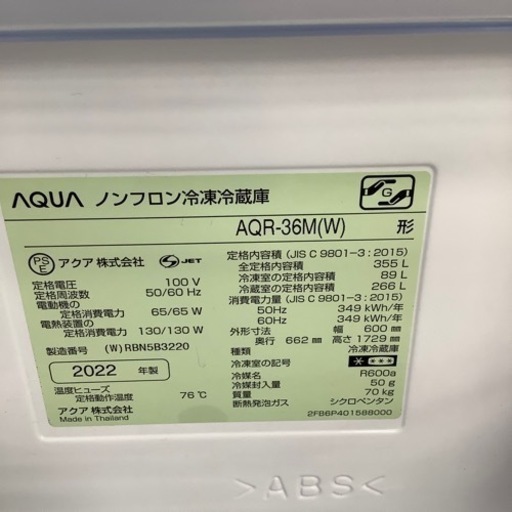 AQUA ノンフロン冷凍冷蔵庫
G
AQR-36M(W) 形
PSE アクア株式会社 JET
定格電圧 100 V
定格周波数 50/60 Hz
電動機の
定格消費電力 65/65 W
電熱装置の
定格消費電力 130/130 W
製造番号 (W)RBN5B3220
2022 年製
温度ヒューズ
定格動作温度 76℃
アクア株式会社
Made in Thailand
定格内容積 (JIS C 9801-3:2015)
全定格内容積 355 L
冷凍室の定格内容積 89 L
冷蔵室の定格内容積 266 L
消費電力量 (JIS C 9801-3:2015)
50Hz 349 kWh/年
60Hz 349 kWh/年
外形寸法 幅 600 mm
奥行 662 mm 高さ 1729 mm
種類 冷凍冷蔵庫
冷凍室の記号
冷媒名 R600a
冷媒封入量 50 g
質量 70 kg
断熱発泡ガス シクロペンタン
2FB6P401588000
>ABS<